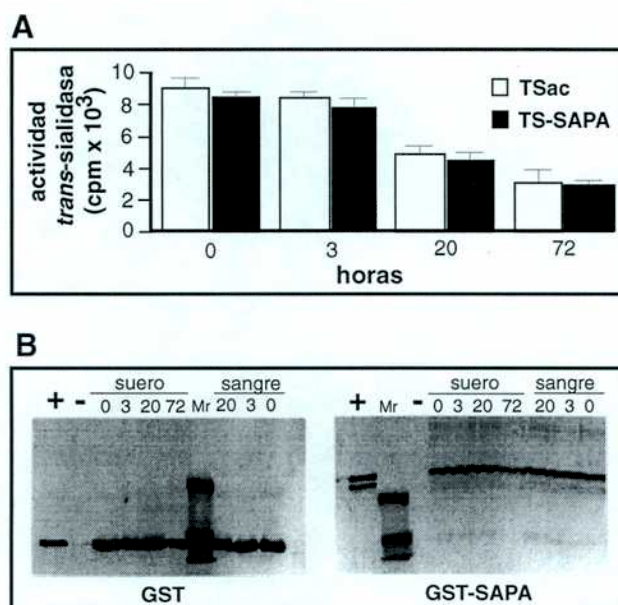 A
actividad
trans-sialidasa
(cpm x 10³)
10
8
6
4
2
0
TSac
TS-SAPA
0 3 20 72
horas
B
suero sangre
+ - 0 3 20 72 Mr 20 3 0
GST
suero sangre
+ Mr - 0 3 20 72 20 3 0
GST-SAPA